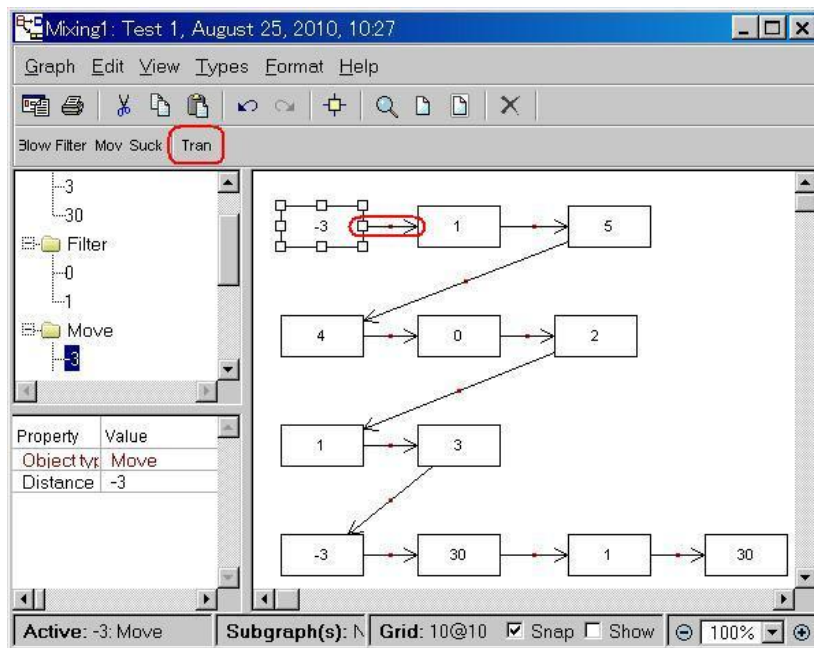 Mixing1: Test 1, August 25, 2010, 10:27
Graph Edit View Types Format Help
Blow Filter Mov Suck Tran
3
30
Filter
0
1
Move
-3
Property Value
Object typ Move
Distance -3
-3 1 5
4 0 2
1 3
-3 30 1 30
Active: -3: Move Subgraph(s): N Grid: 10@10 Snap Show 100%